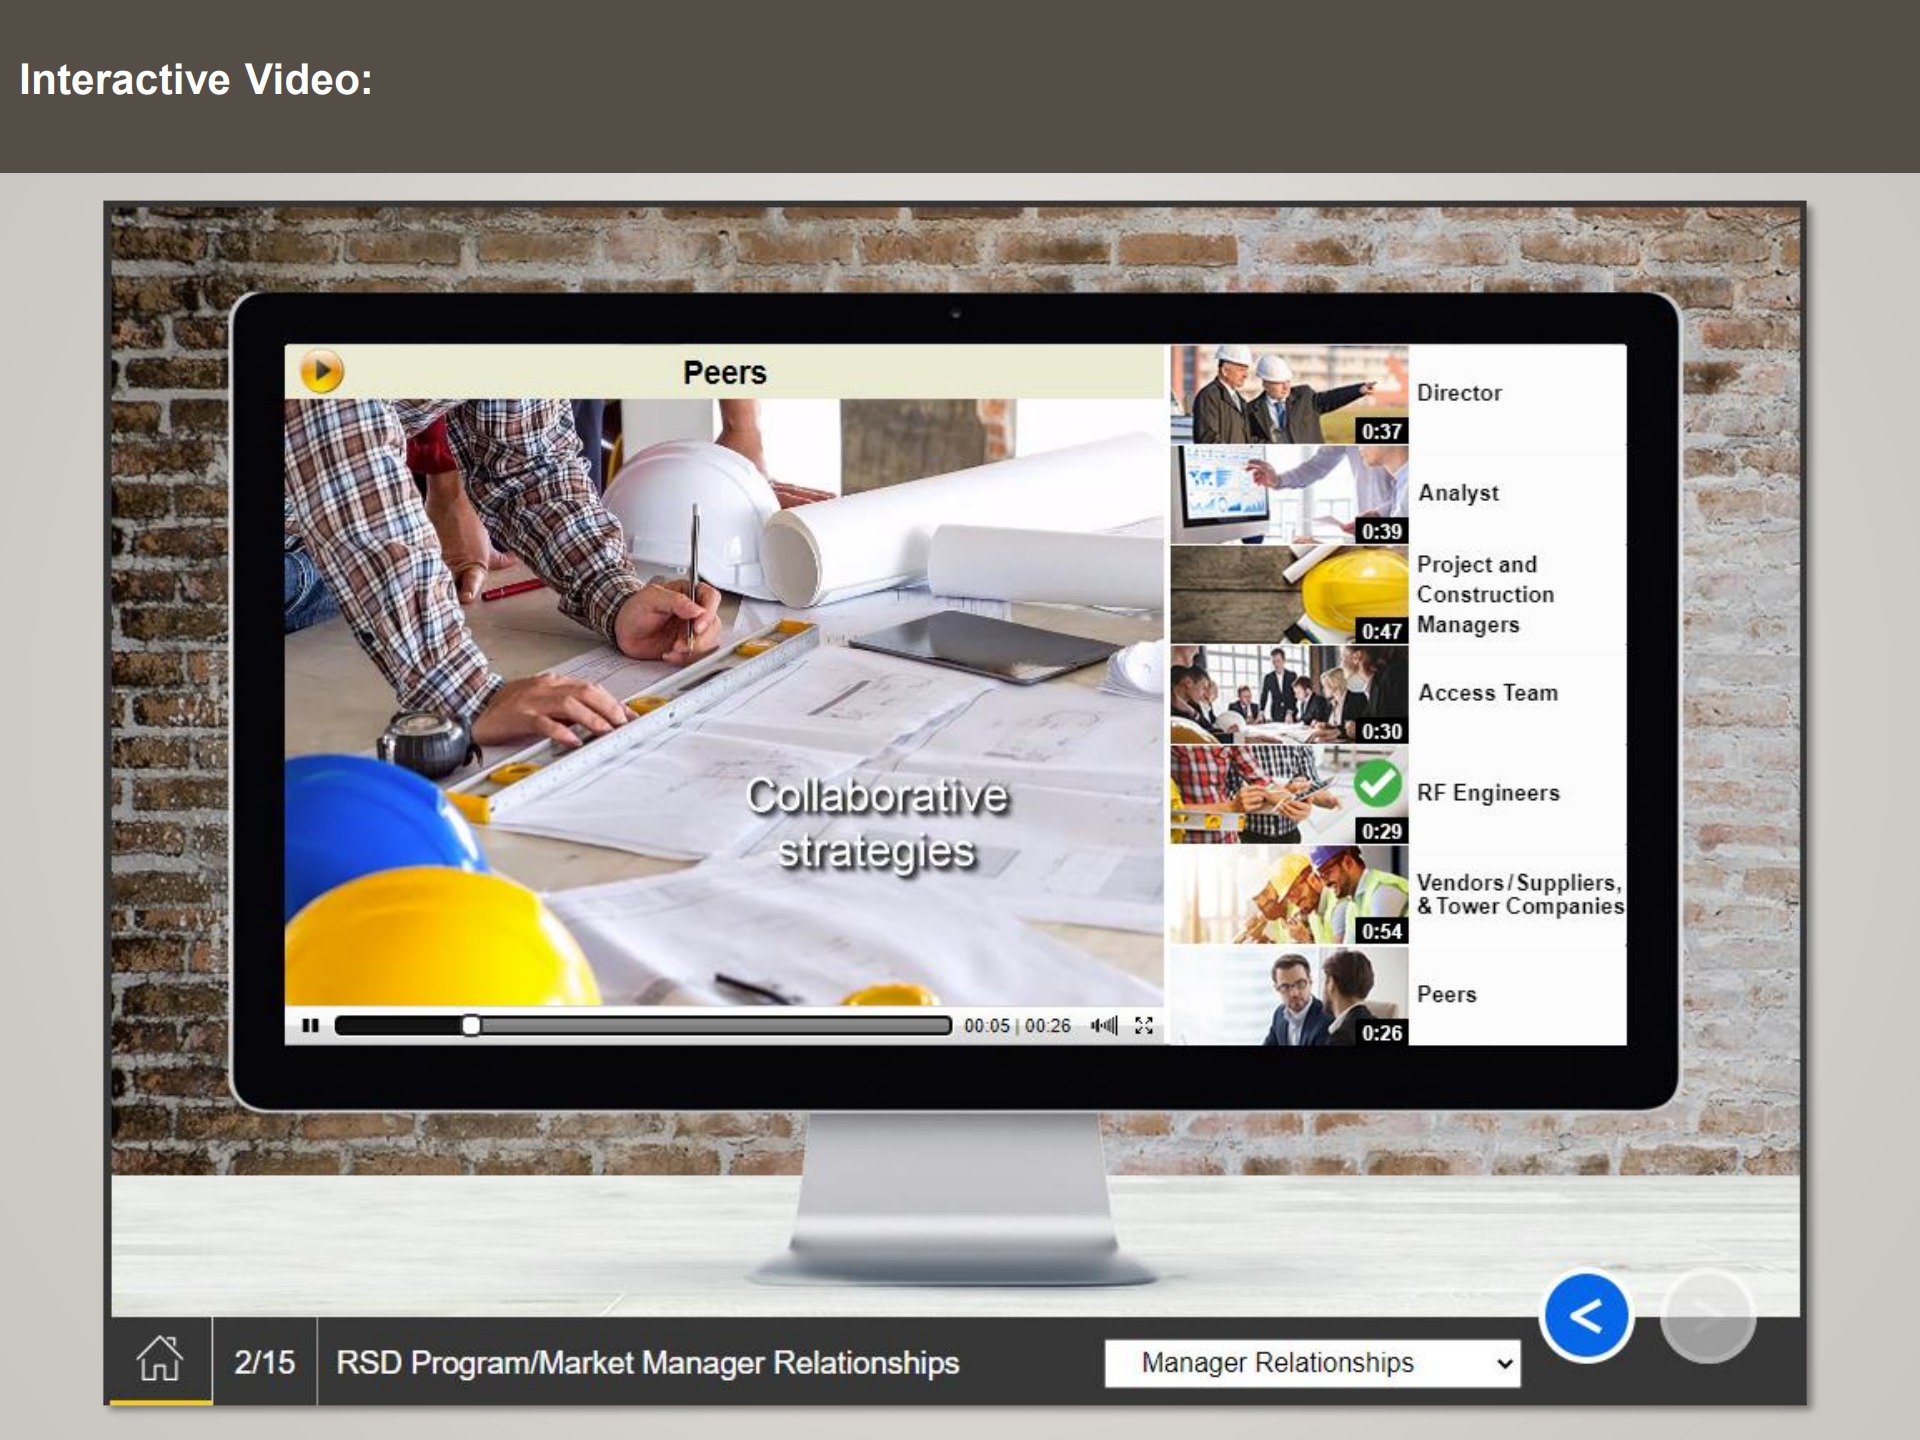 Interactive Video:
Peers
Collaborative
strategies
00:05 | 00:26
0:37
Director
0:39
Analyst
0:47
Project and
Construction
Managers
0:30
Access Team
0:29
RF Engineers
0:54
Vendors/Suppliers,
& Tower Companies
0:26
Peers
2/15
RSD Program/Market Manager Relationships
Manager Relationships
<
>